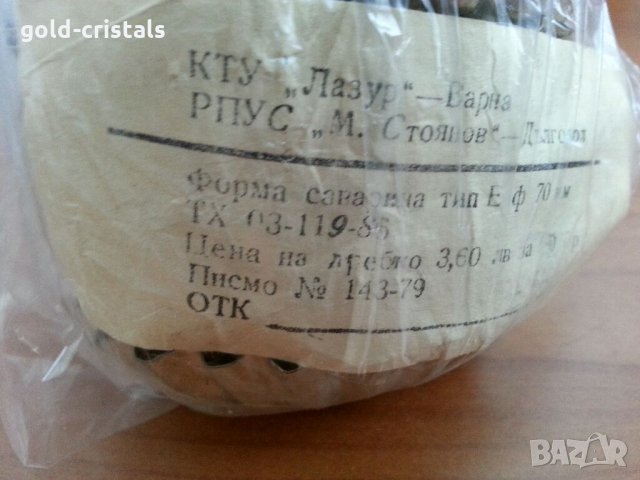 gold-cristals
КТУ „Лазур“ — Варна
РПУС „М. Стоянов“ —
Форма саварина тип Е ф 70 мм
ТХ 03-119-86
Цена на дребно 3,60 лв за
Писмо № 143-79
ОТК
BAZAR